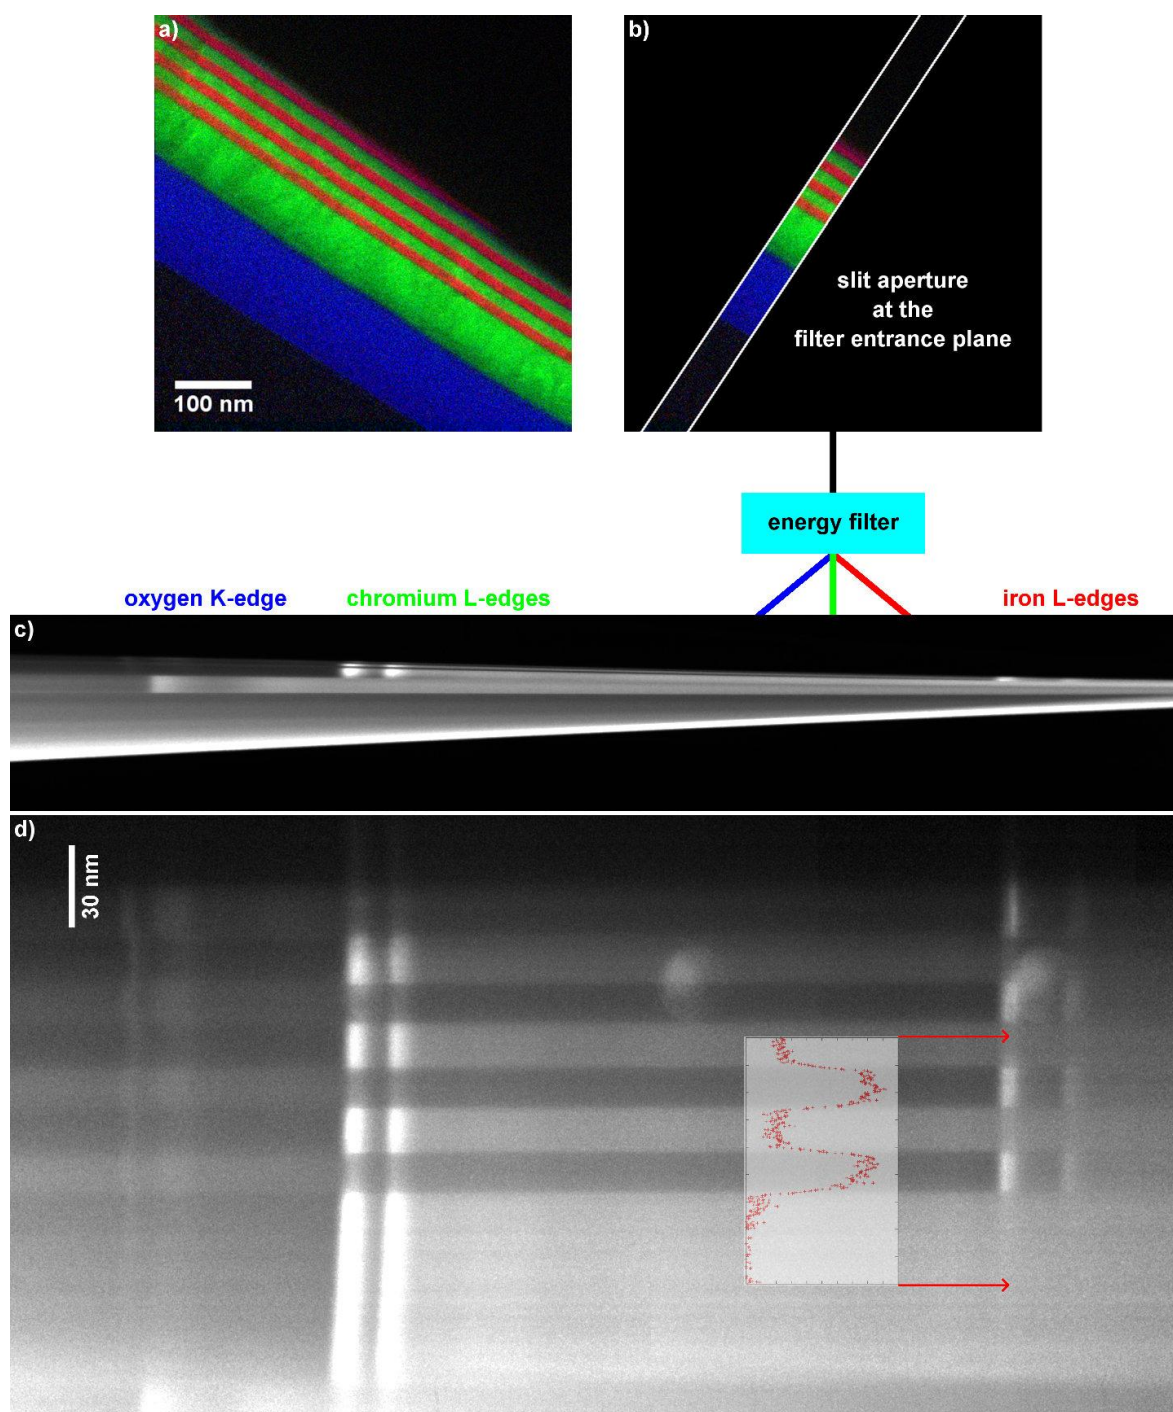 a)
b)
slit aperture
at the
filter entrance plane
100 nm
energy filter
oxygen K-edge
chromium L-edges
iron L-edges
c)
d)
30 nm